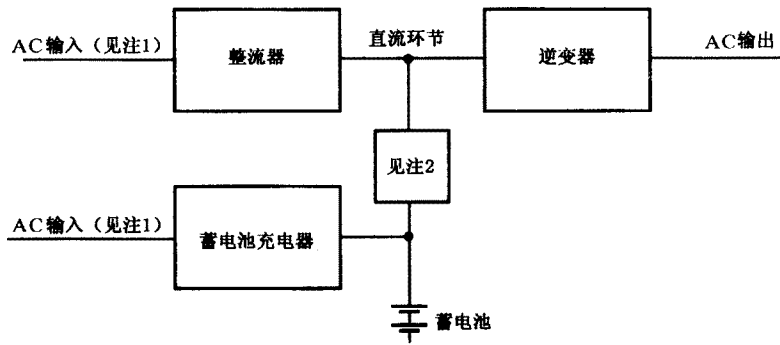 AC输入（见注1）
整流器
直流环节
逆变器
AC输出
见注2
AC输入（见注1）
蓄电池充电器
蓄电池